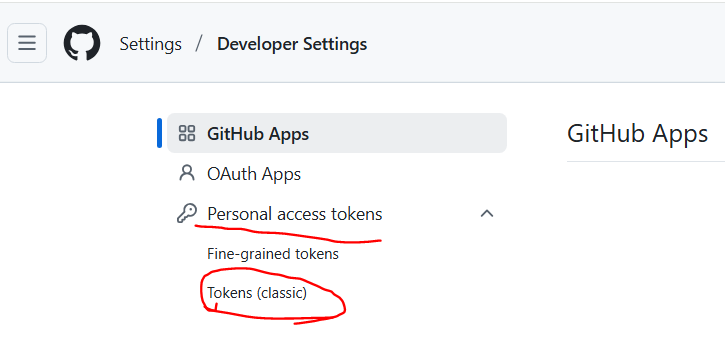 Settings / Developer Settings
GitHub Apps
GitHub Apps
OAuth Apps
Personal access tokens
Fine-grained tokens
Tokens (classic)